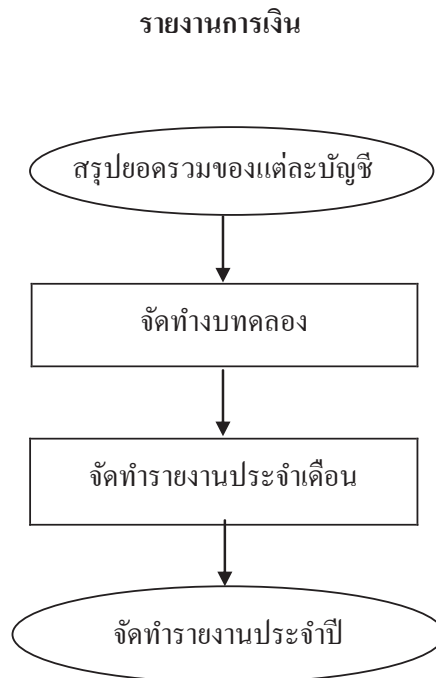 รายงานการเงิน
สรุปยอดรวมของแต่ละบัญชี
จัดทำงบทดลอง
จัดทำรายงานประจำเดือน
จัดทำรายงานประจำปี